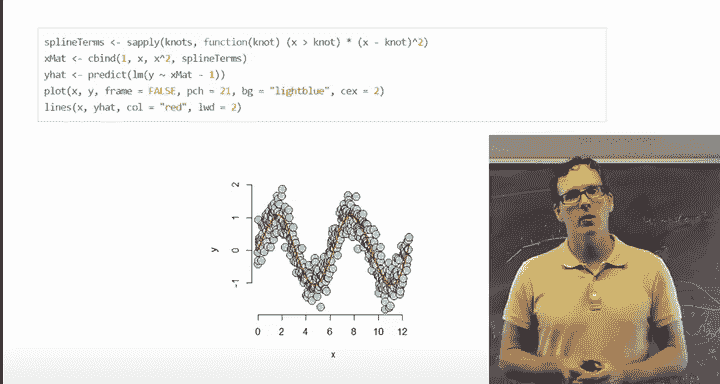 splineTerms <- sapply(knots, function(knot) (x > knot) * (x - knot)^2)
xMat <- cbind(1, x, x^2, splineTerms)
yhat <- predict(lm(y ~ xMat - 1))
plot(x, y, frame = FALSE, pch = 21, bg = "lightblue", cex = 2)
lines(x, yhat, col = "red", lwd = 2)
2
1
0
-1
y
0 2 4 6 8 10 12
x